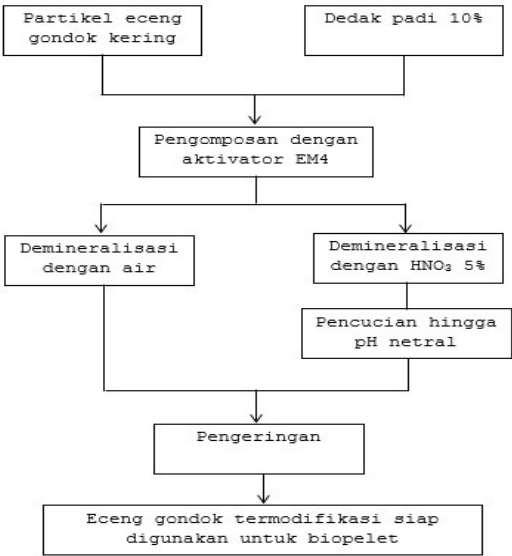 Partikel eceng
gondok kering
Dedak padi 10%
Pengomposan dengan
aktivator EM4
Demineralisasi
dengan air
Demineralisasi
dengan HNO₃ 5%
Pencucian hingga
pH netral
Pengeringan
Eceng gondok termodifikasi siap
digunakan untuk biopelet